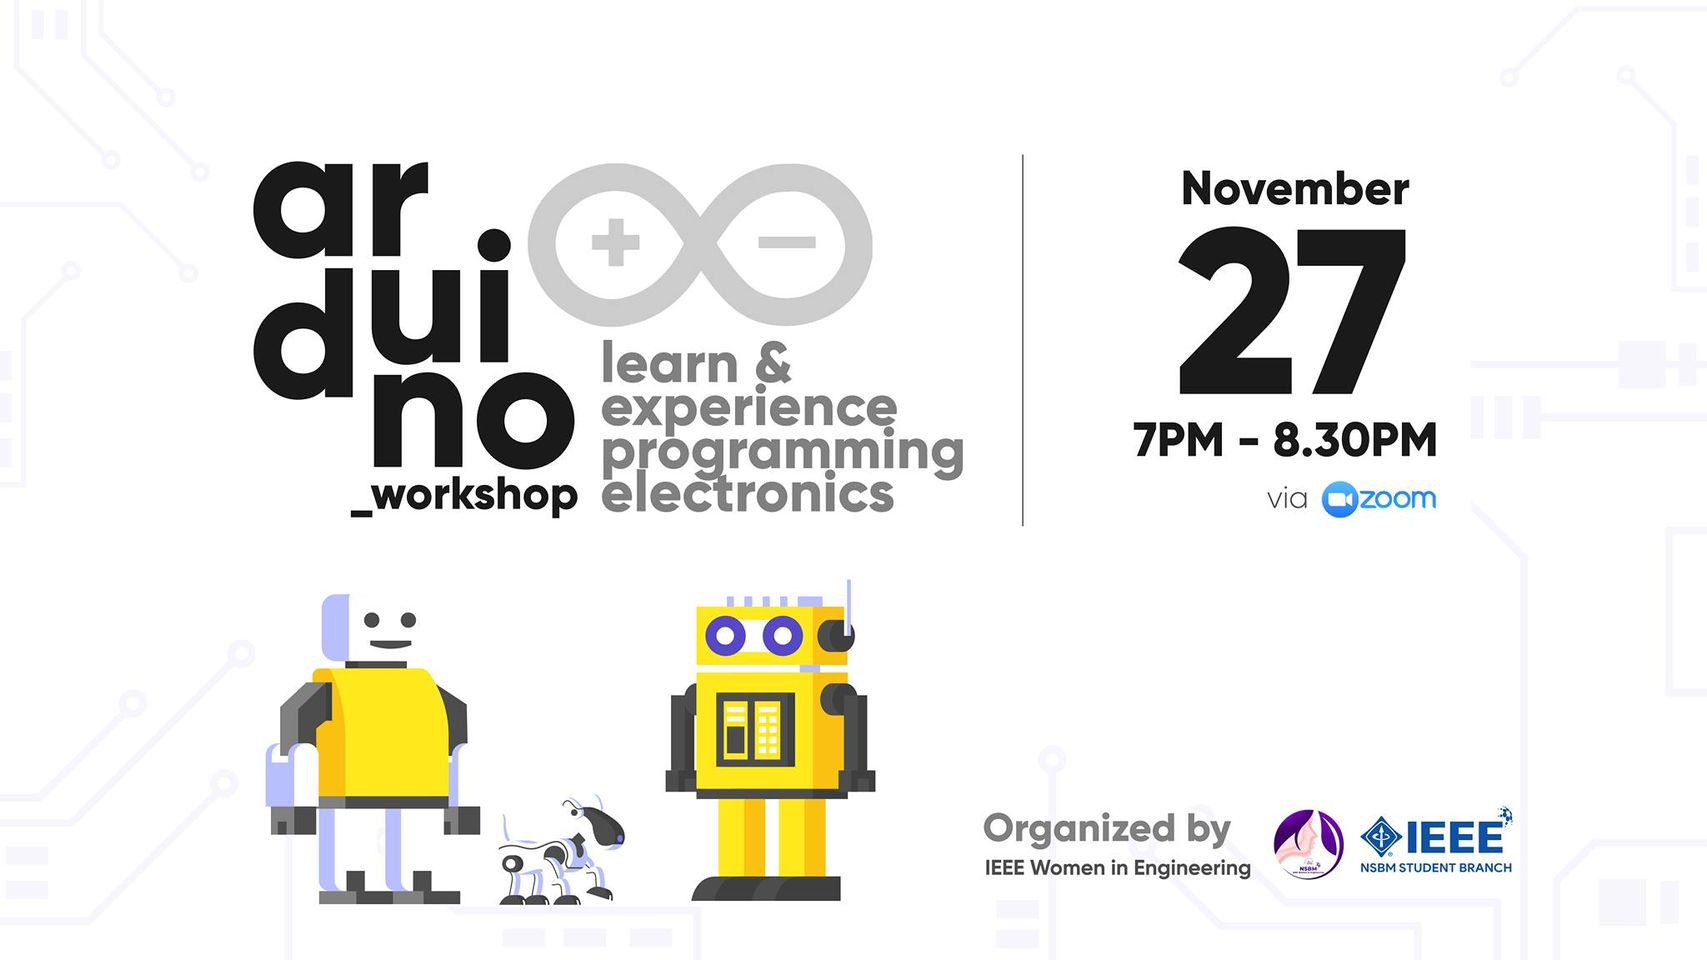 ar
dui
no
_workshop
learn &
experience
programming
electronics
November
27
7PM - 8.30PM
via zoom
Organized by
IEEE Women in Engineering
NSBM
IEEE
NSBM STUDENT BRANCH